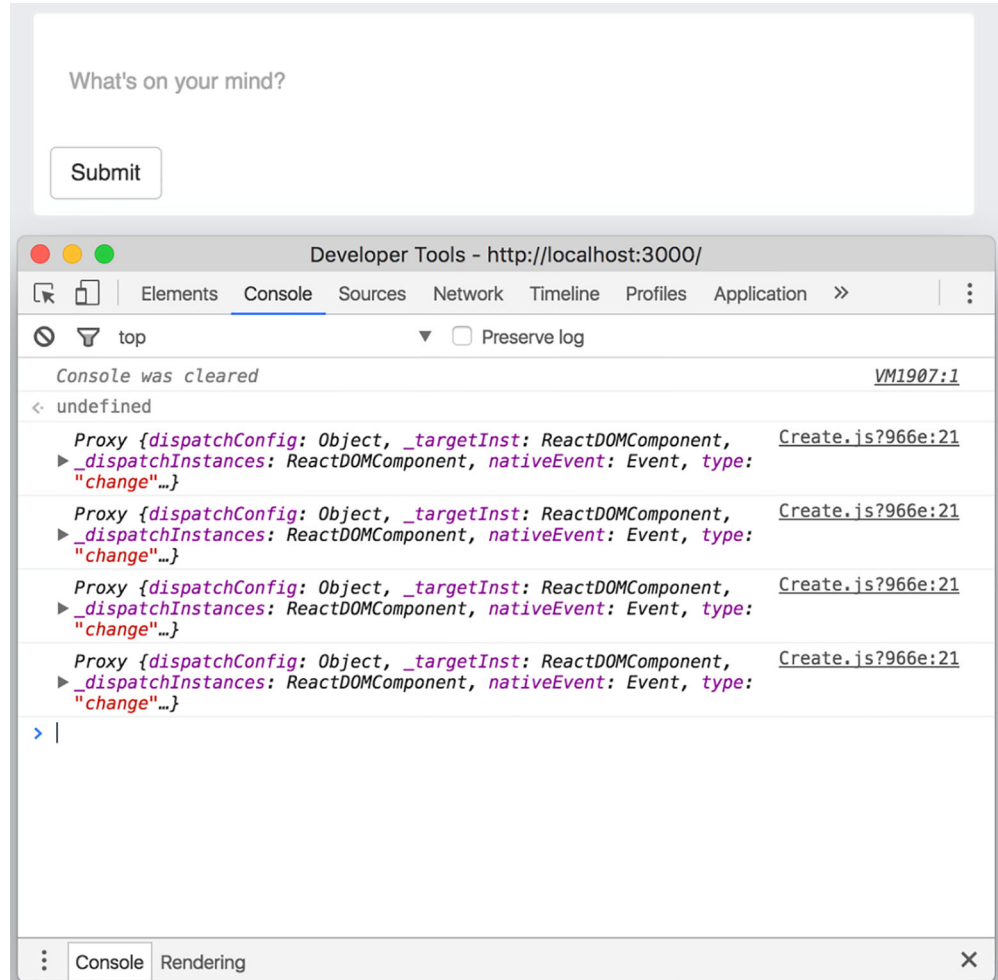 What's on your mind?
Submit
Developer Tools - http://localhost:3000/
Elements Console Sources Network Timeline Profiles Application »
top ▼ Preserve log
Console was cleared VM1907:1
undefined
Proxy {dispatchConfig: Object, _targetInst: ReactDOMComponent, Create.js?966e:21
_dispatchInstances: ReactDOMComponent, nativeEvent: Event, type:
"change"…}
Proxy {dispatchConfig: Object, _targetInst: ReactDOMComponent, Create.js?966e:21
_dispatchInstances: ReactDOMComponent, nativeEvent: Event, type:
"change"…}
Proxy {dispatchConfig: Object, _targetInst: ReactDOMComponent, Create.js?966e:21
_dispatchInstances: ReactDOMComponent, nativeEvent: Event, type:
"change"…}
Proxy {dispatchConfig: Object, _targetInst: ReactDOMComponent, Create.js?966e:21
_dispatchInstances: ReactDOMComponent, nativeEvent: Event, type:
"change"…}
Console Rendering